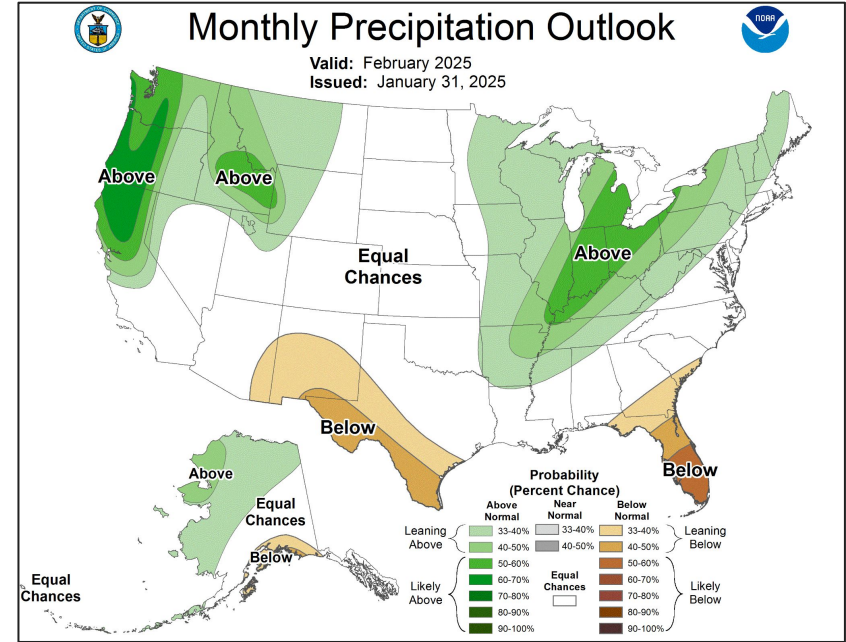 Monthly Precipitation Outlook
NOAA
Valid: February 2025
Issued: January 31, 2025
Above
Above
Equal
Chances
Above
Below
Below
Above
Equal
Chances
Below
Equal
Chances
Probability
(Percent Chance)
Above
Normal
Near
Normal
Below
Normal
Leaning
Above
33-40%
40-50%
50-60%
60-70%
70-80%
80-90%
90-100%
Likely
Above
33-40%
40-50%
Equal
Chances
33-40%
40-50%
50-60%
60-70%
70-80%
80-90%
90-100%
Leaning
Below
Likely
Below